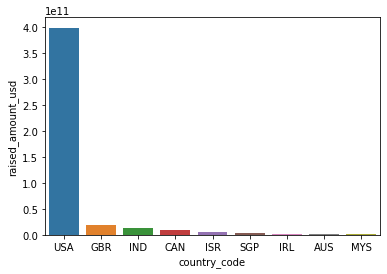 1e11
4.0
3.5
3.0
2.5
2.0
1.5
1.0
0.5
0.0
raised_amount_usd
USA GBR IND CAN ISR SGP IRL AUS MYS
country_code